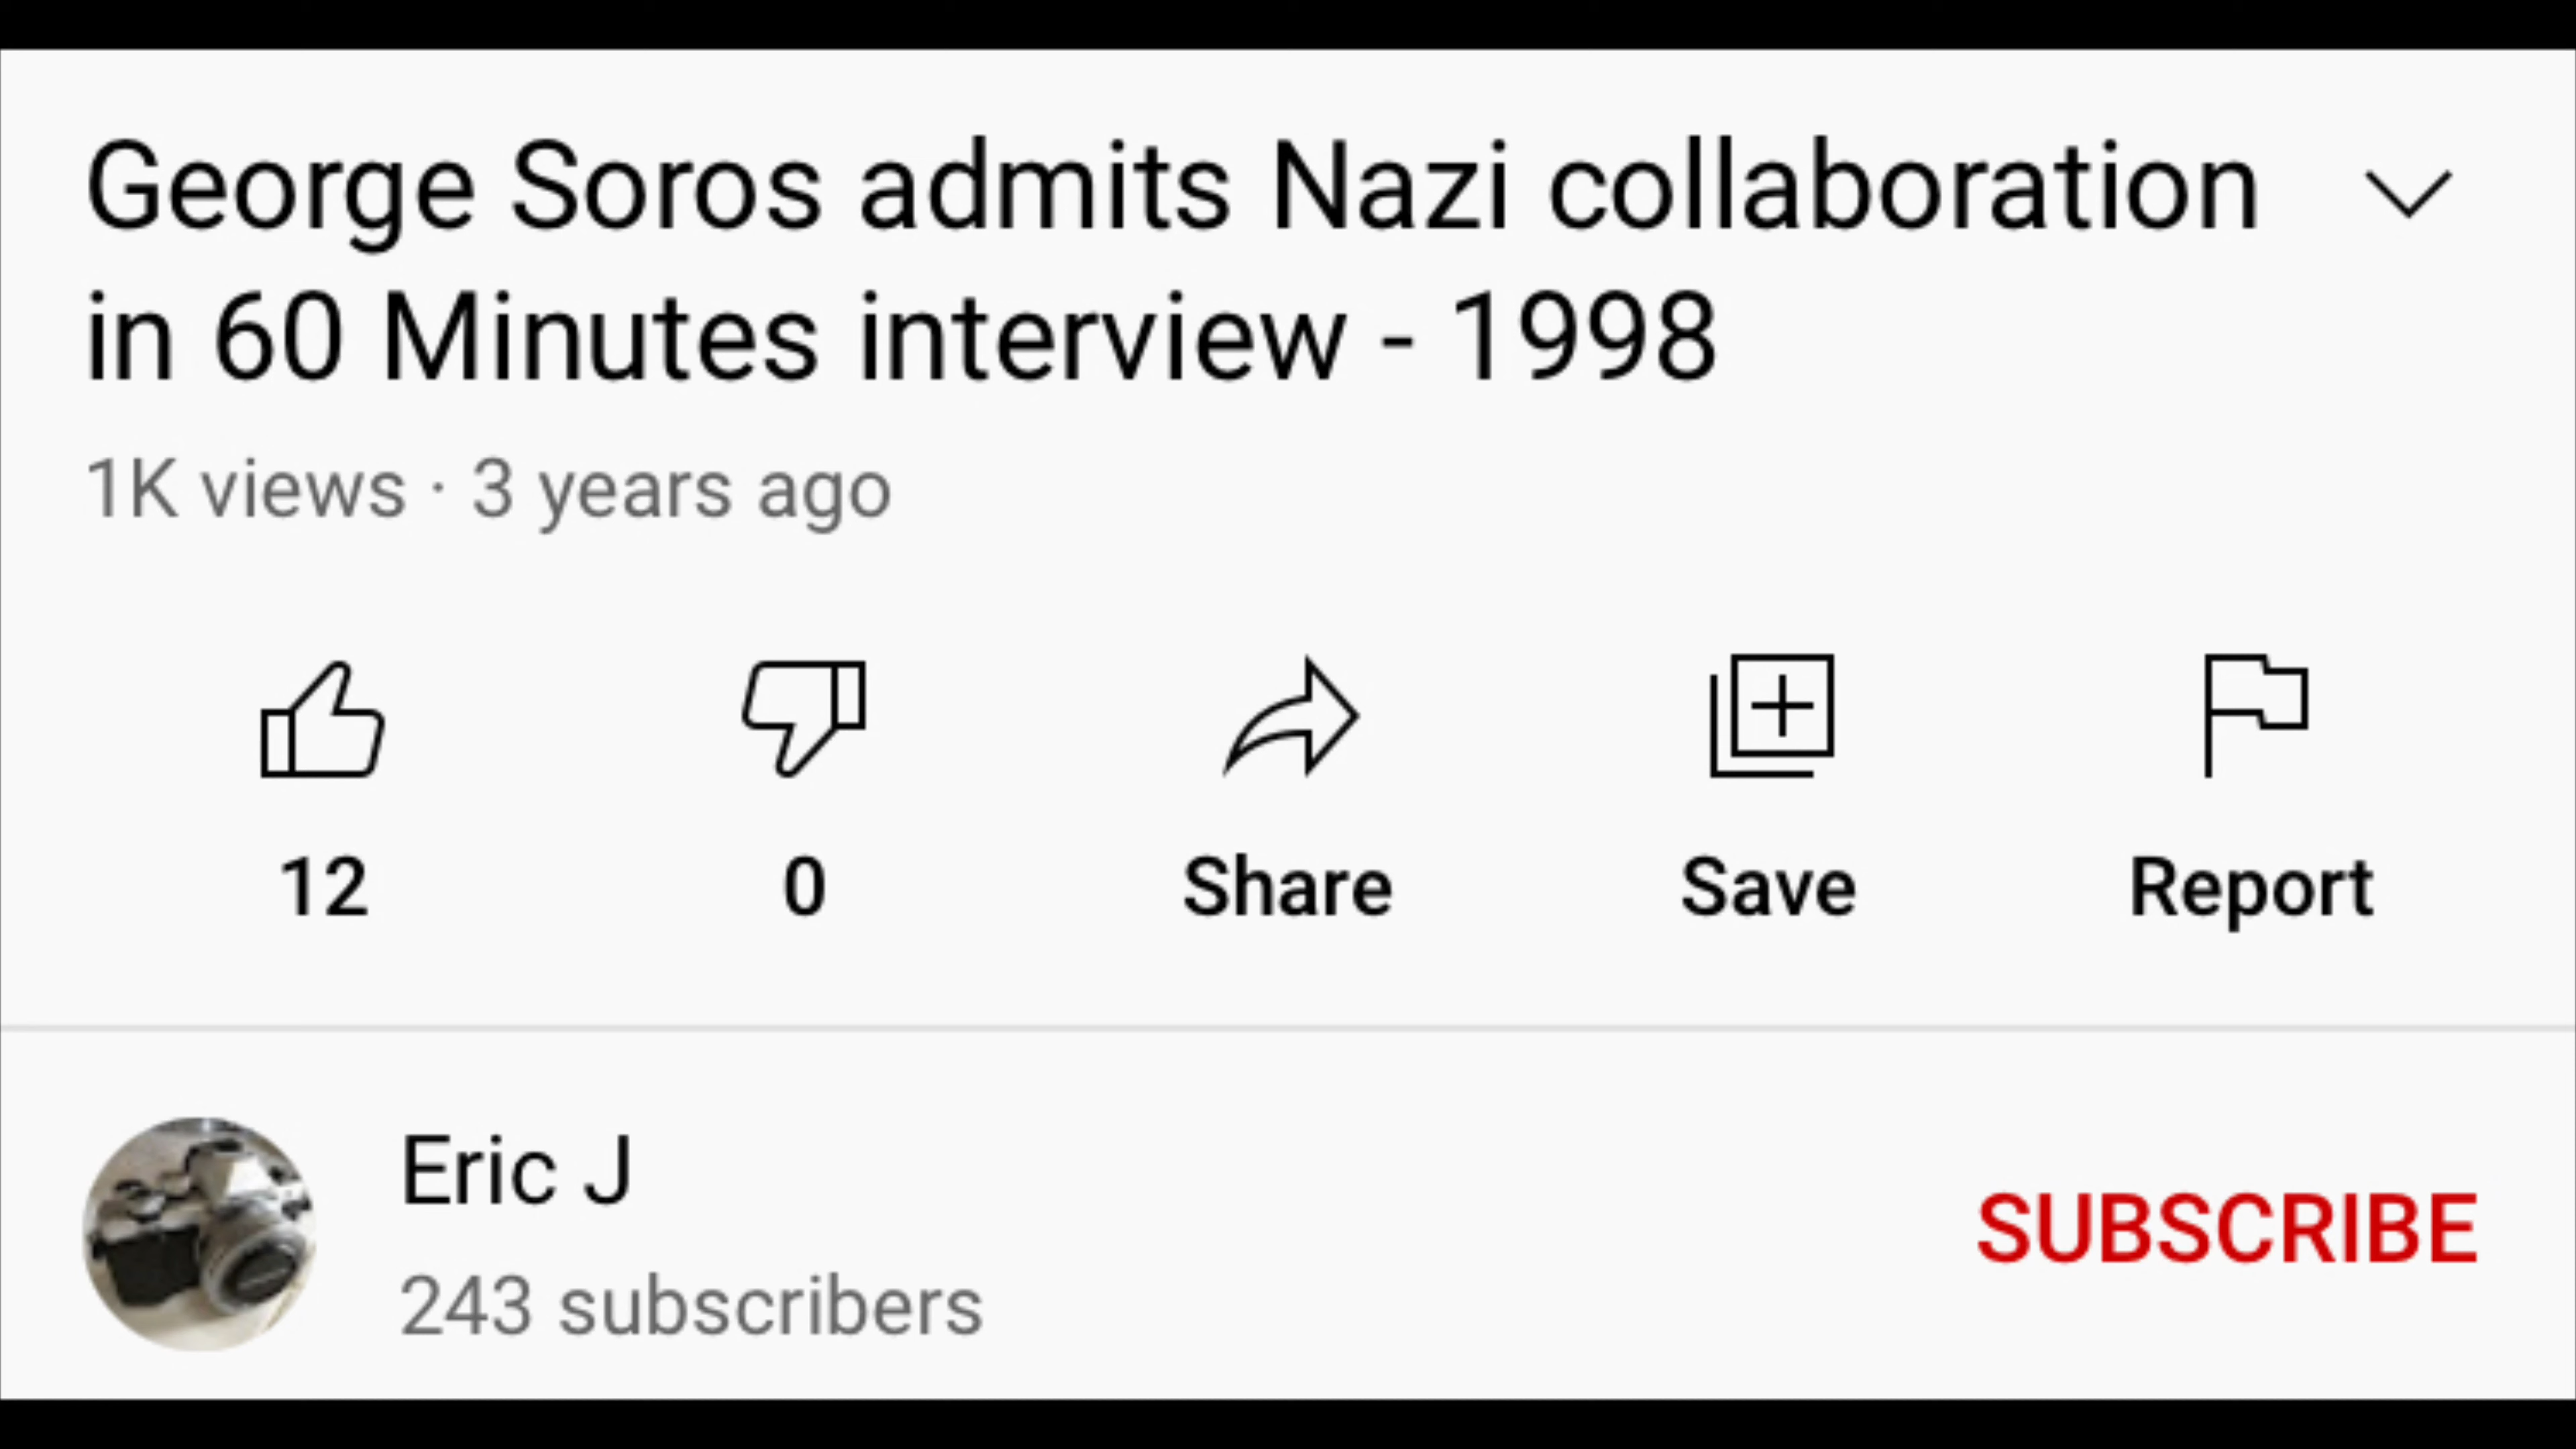 George Soros admits Nazi collaboration
in 60 Minutes interview - 1998
1K views · 3 years ago
12 0 Share Save Report
Eric J
SUBSCRIBE
243 subscribers